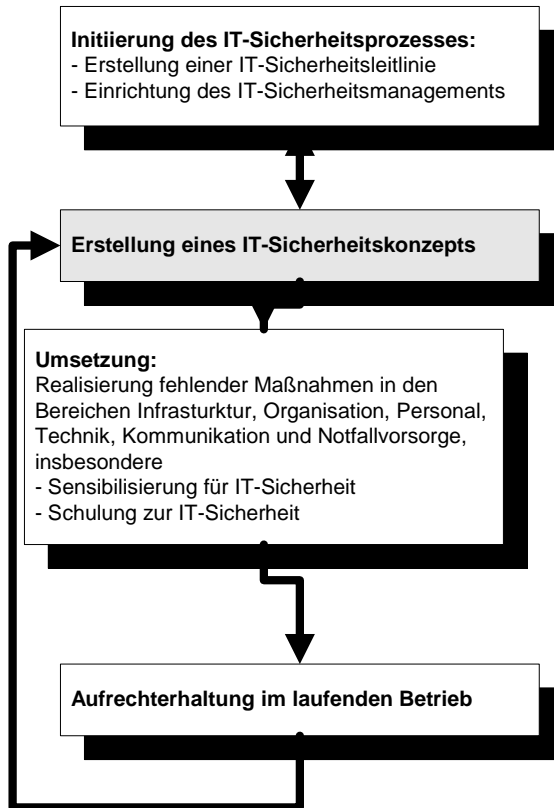 Initiierung des IT-Sicherheitsprozesses:
- Erstellung einer IT-Sicherheitsleitlinie
- Einrichtung des IT-Sicherheitsmanagements
Erstellung eines IT-Sicherheitskonzepts
Umsetzung:
Realisierung fehlender Maßnahmen in den
Bereichen Infrasturktur, Organisation, Personal,
Technik, Kommunikation und Notfallvorsorge,
insbesondere
- Sensibilisierung für IT-Sicherheit
- Schulung zur IT-Sicherheit
Aufrechterhaltung im laufenden Betrieb